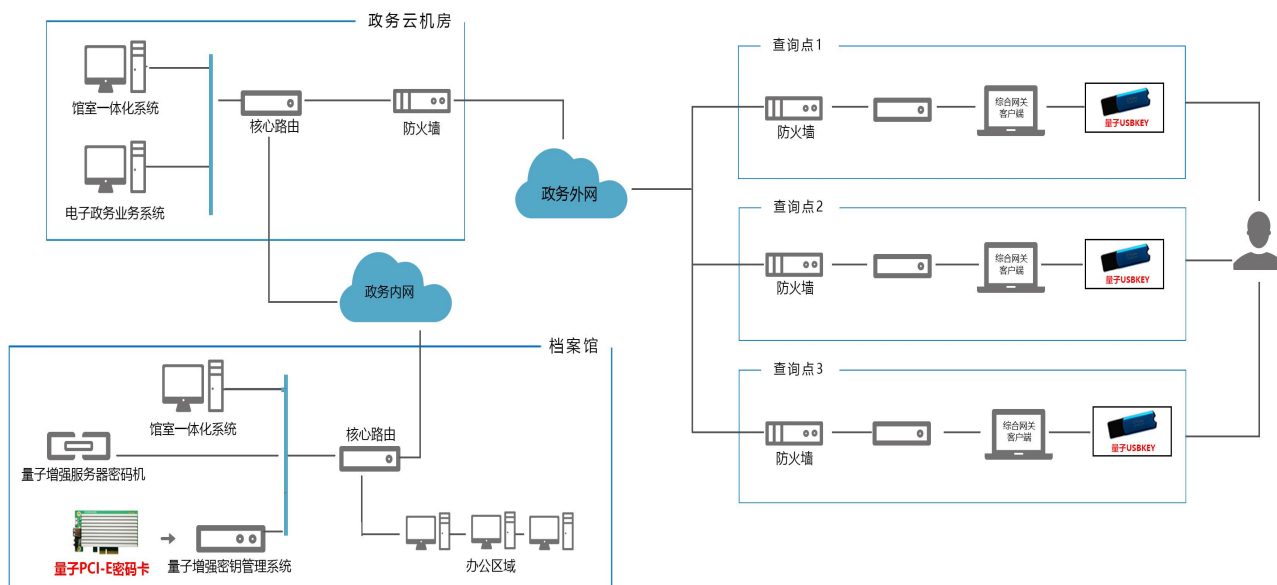 政务云机房
馆室一体化系统
核心路由
防火墙
电子政务业务系统
政务外网
政务内网
档案馆
馆室一体化系统
核心路由
量子增强服务器密码机
量子PCI-E密码卡
量子增强密钥管理系统
办公区域
查询点1
防火墙
综合网关
客户端
量子USBKEY
查询点2
防火墙
综合网关
客户端
量子USBKEY
查询点3
防火墙
综合网关
客户端
量子USBKEY